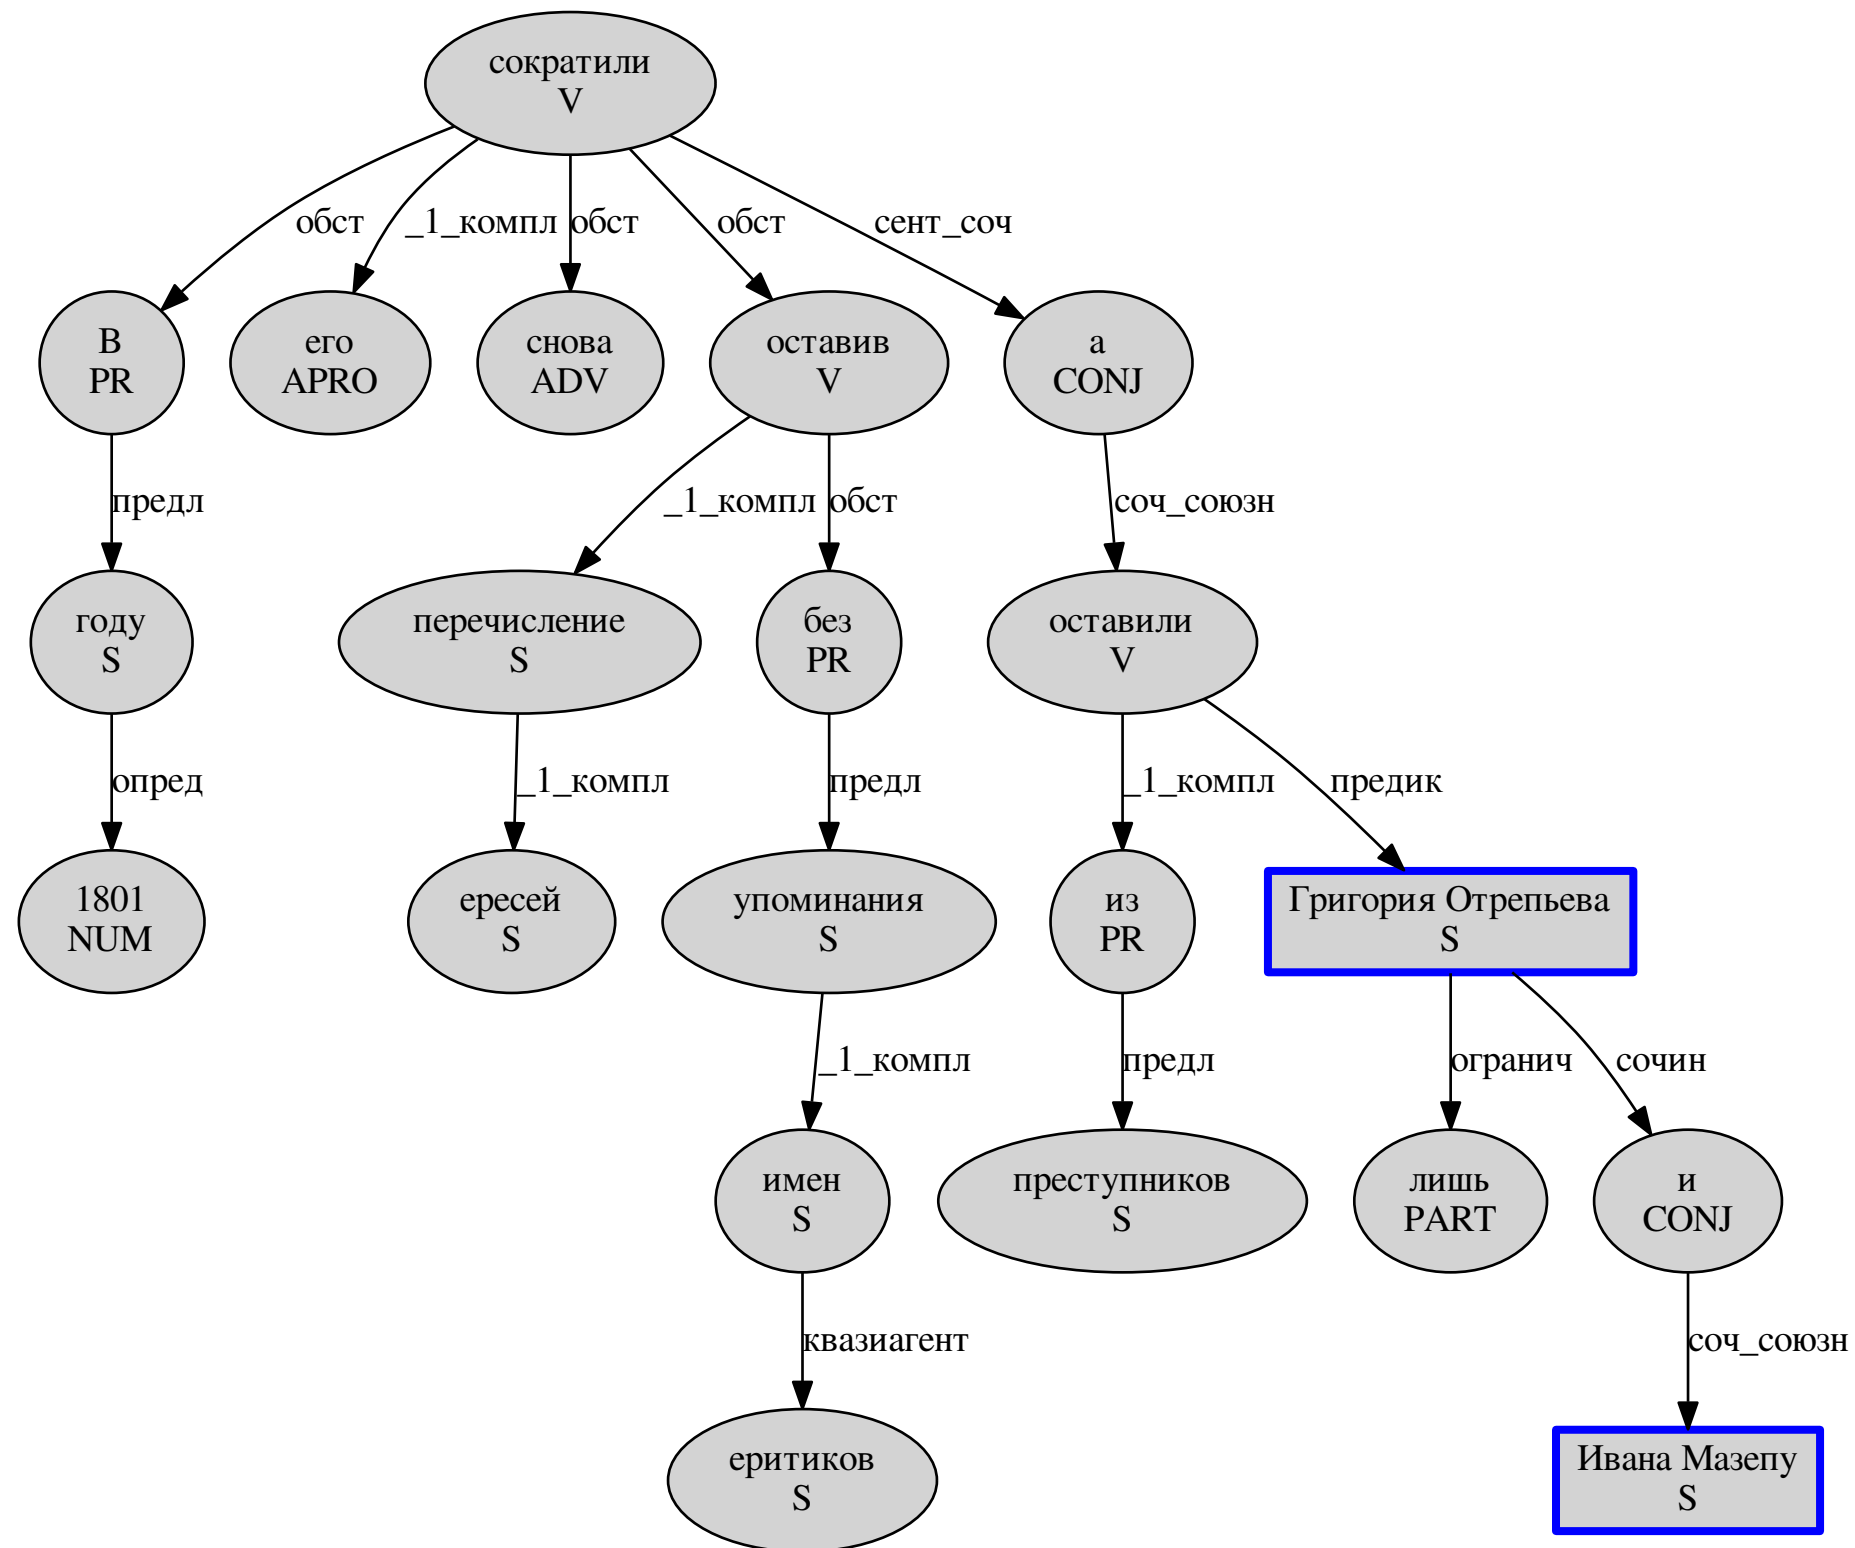 сократили
V
обст
_1_компл
обст
обст
сент_соч
В
PR
его
APRO
снова
ADV
оставив
V
а
CONJ
предл
_1_компл
обст
соч_союзн
году
S
перечисление
S
без
PR
оставили
V
опред
_1_компл
предл
_1_компл
предик
1801
NUM
ересей
S
упоминания
S
из
PR
Григория Отрепьева
S
_1_компл
предл
огранич
сочин
имен
S
преступников
S
лишь
PART
и
CONJ
квазиагент
соч_союзн
еритиков
S
Ивана Мазепу
S